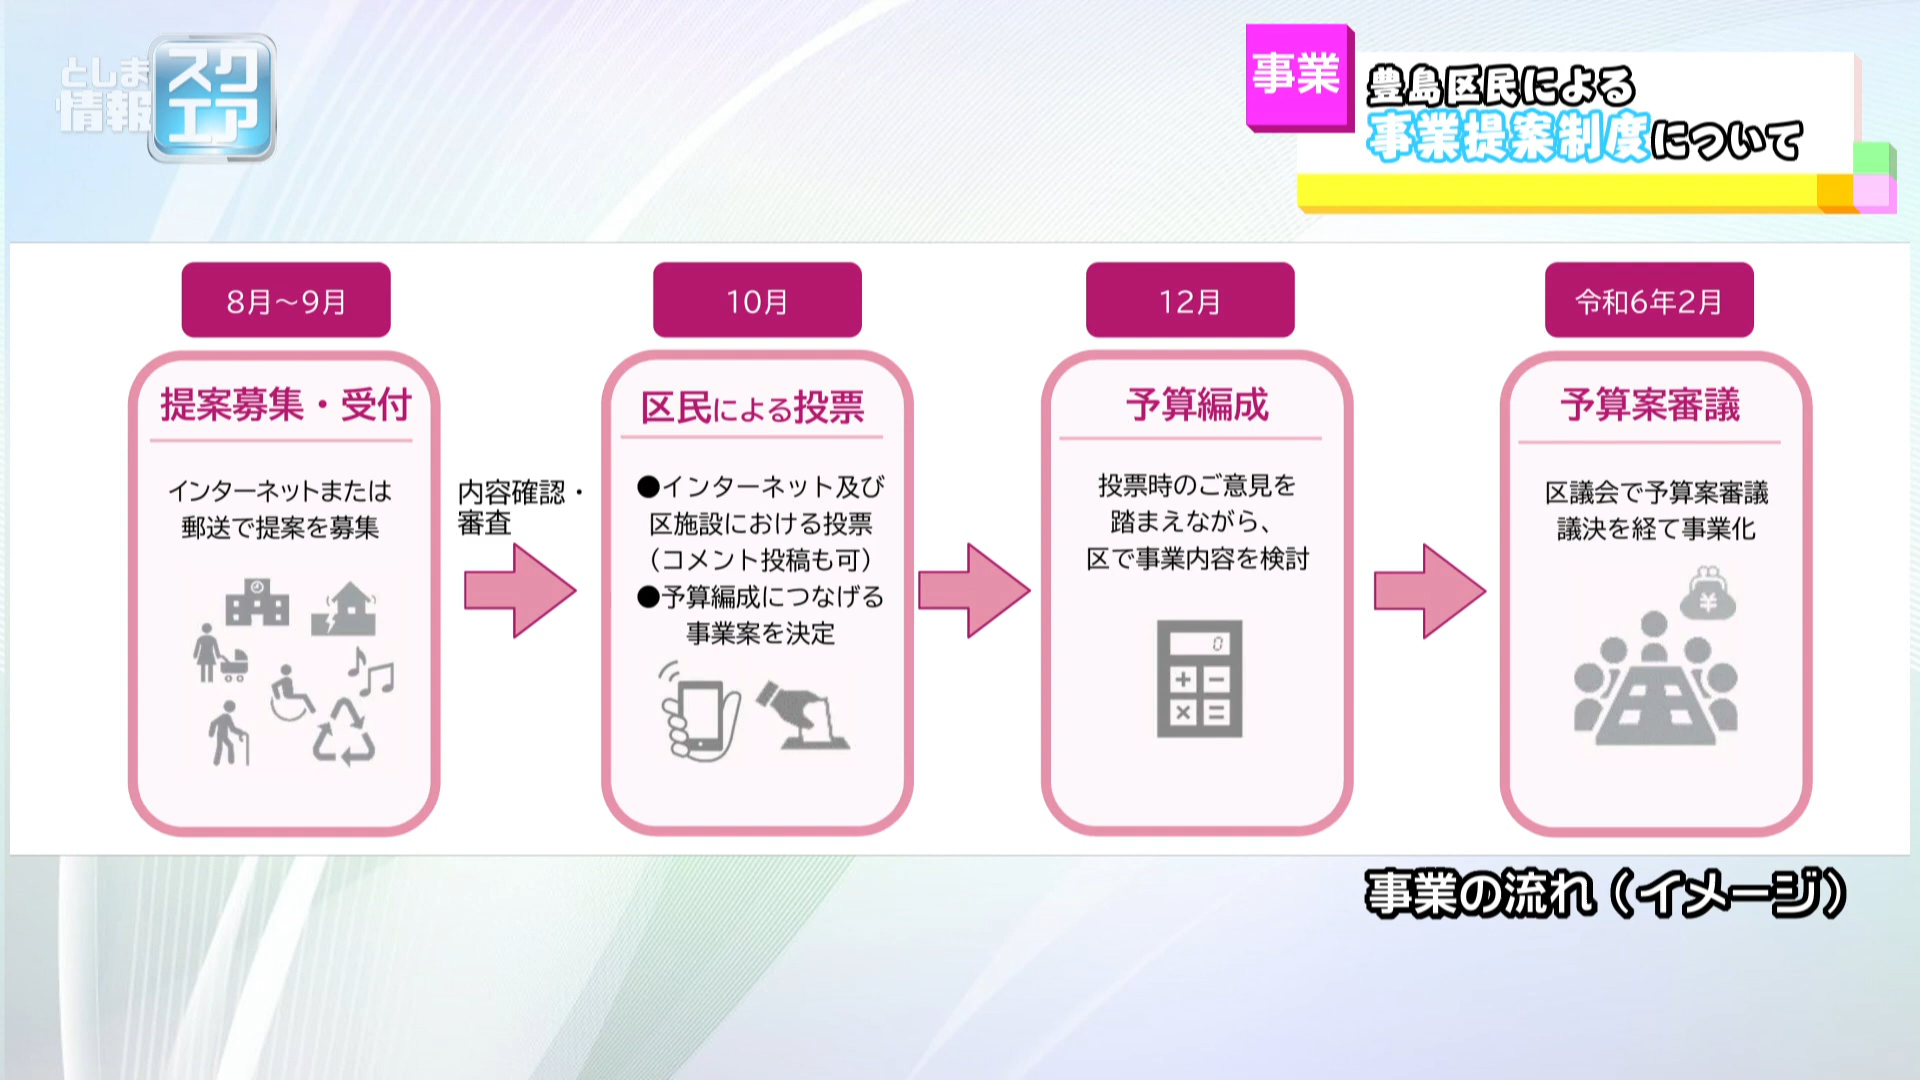 としま
情報
スク
エア
事業
豊島区民による
事業提案制度について
8月～9月
提案募集・受付
インターネットまたは
郵送で提案を募集
内容確認・
審査
10月
区民による投票
●インターネット及び
区施設における投票
（コメント投稿も可）
●予算編成につなげる
事業案を決定
12月
予算編成
投票時のご意見を
踏まえながら、
区で事業内容を検討
0
+ −
× =
令和6年2月
予算案審議
区議会で予算案審議
議決を経て事業化
¥
事業の流れ（イメージ）